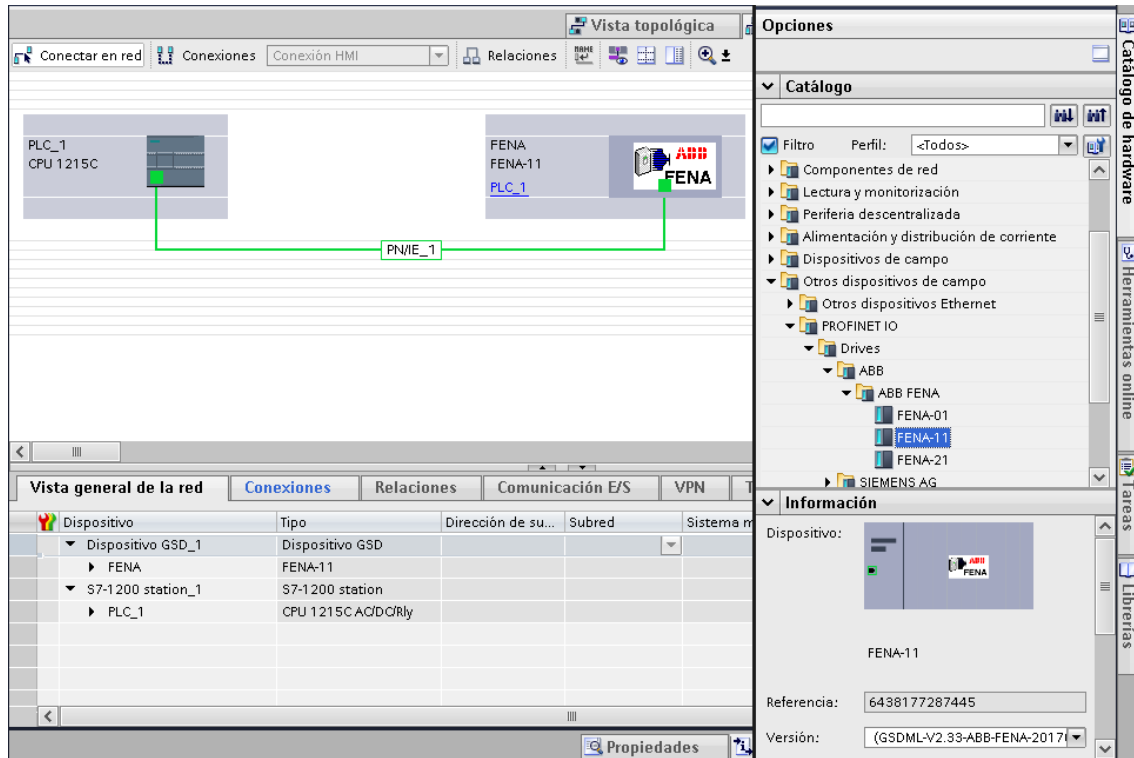 Vista topológica
Conectar en red
Conexiones
Conexión HMI
Relaciones
NAME
PLC_1
CPU 1215C
FENA
FENA-11
PLC_1
ABB
FENA
PN/IE_1
Vista general de la red
Conexiones
Relaciones
Comunicación E/S
VPN
T
Dispositivo
Tipo
Dirección de su...
Subred
Sistema m
Dispositivo GSD_1
Dispositivo GSD
FENA
FENA-11
S7-1200 station_1
S7-1200 station
PLC_1
CPU 1215C AC/DC/Rly
Propiedades
Opciones
Catálogo
Filtro
Perfil:
<Todos>
Componentes de red
Lectura y monitorización
Periferia descentralizada
Alimentación y distribución de corriente
Dispositivos de campo
Otros dispositivos de campo
Otros dispositivos Ethernet
PROFINET IO
Drives
ABB
ABB FENA
FENA-01
FENA-11
FENA-21
SIEMENS AG
Información
Dispositivo:
ABB
FENA
FENA-11
Referencia:
6438177287445
Versión:
(GSDML-V2.33-ABB-FENA-2017
Catálogo de hardware
Herramientas online
Tareas
Librerías